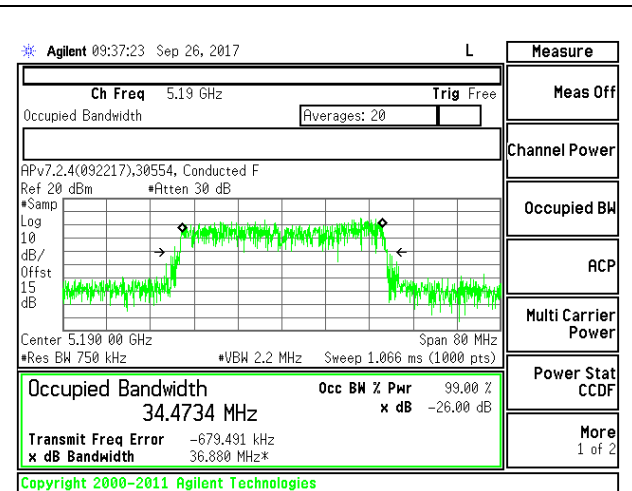 Agilent 09:37:23 Sep 26, 2017 L
Measure
Ch Freq 5.19 GHz Trig Free
Occupied Bandwidth Averages: 20
APv7.2.4(092217),30554, Conducted F
Ref 20 dBm #Atten 30 dB
#Samp
Log
10
dB/
Offst
15
dB
Center 5.190 00 GHz Span 80 MHz
#Res BW 750 kHz #VBW 2.2 MHz Sweep 1.066 ms (1000 pts)
Occupied Bandwidth Occ BW % Pwr 99.00 %
34.4734 MHz x dB -26.00 dB
Transmit Freq Error -679.491 kHz
x dB Bandwidth 36.880 MHz*
Copyright 2000-2011 Agilent Technologies
Meas Off
Channel Power
Occupied BW
ACP
Multi Carrier
Power
Power Stat
CCDF
More
1 of 2